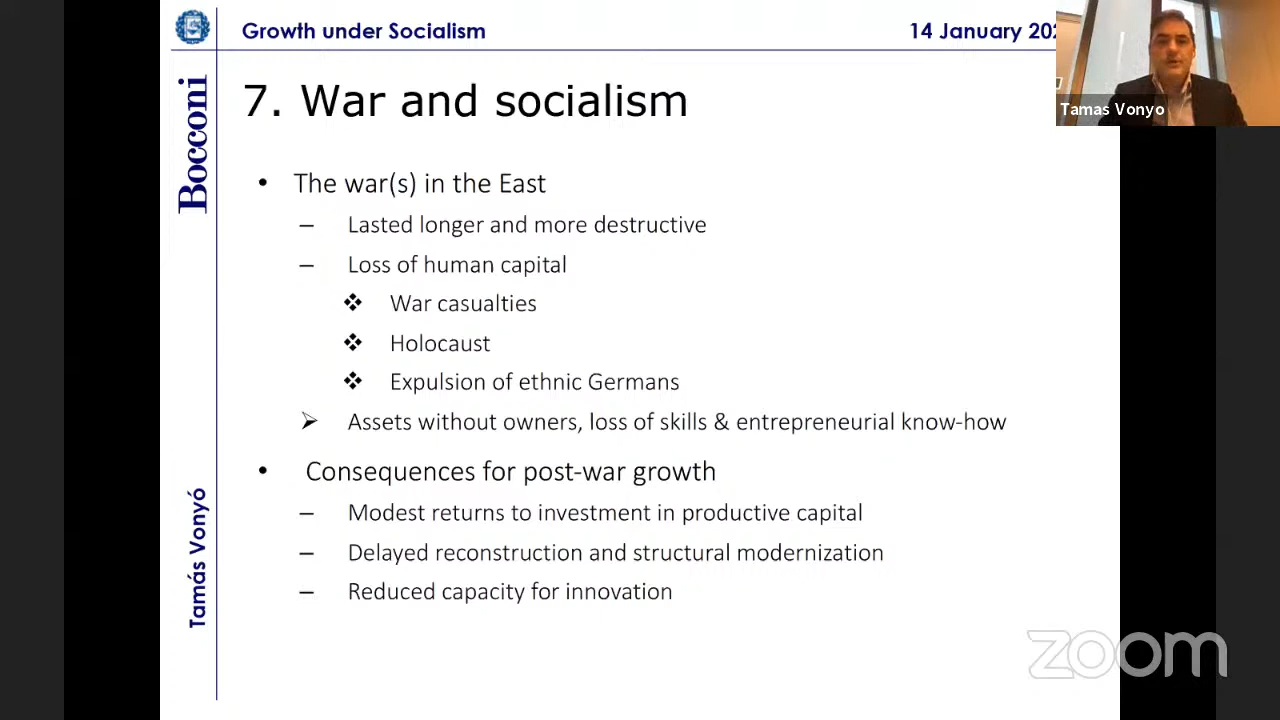 Growth under Socialism
14 January 202
Tamas Vonyo
Bocconi
Tamás Vonyó
7. War and socialism
• The war(s) in the East
– Lasted longer and more destructive
– Loss of human capital
❖ War casualties
❖ Holocaust
❖ Expulsion of ethnic Germans
➢ Assets without owners, loss of skills & entrepreneurial know-how
• Consequences for post-war growth
– Modest returns to investment in productive capital
– Delayed reconstruction and structural modernization
– Reduced capacity for innovation
zoom